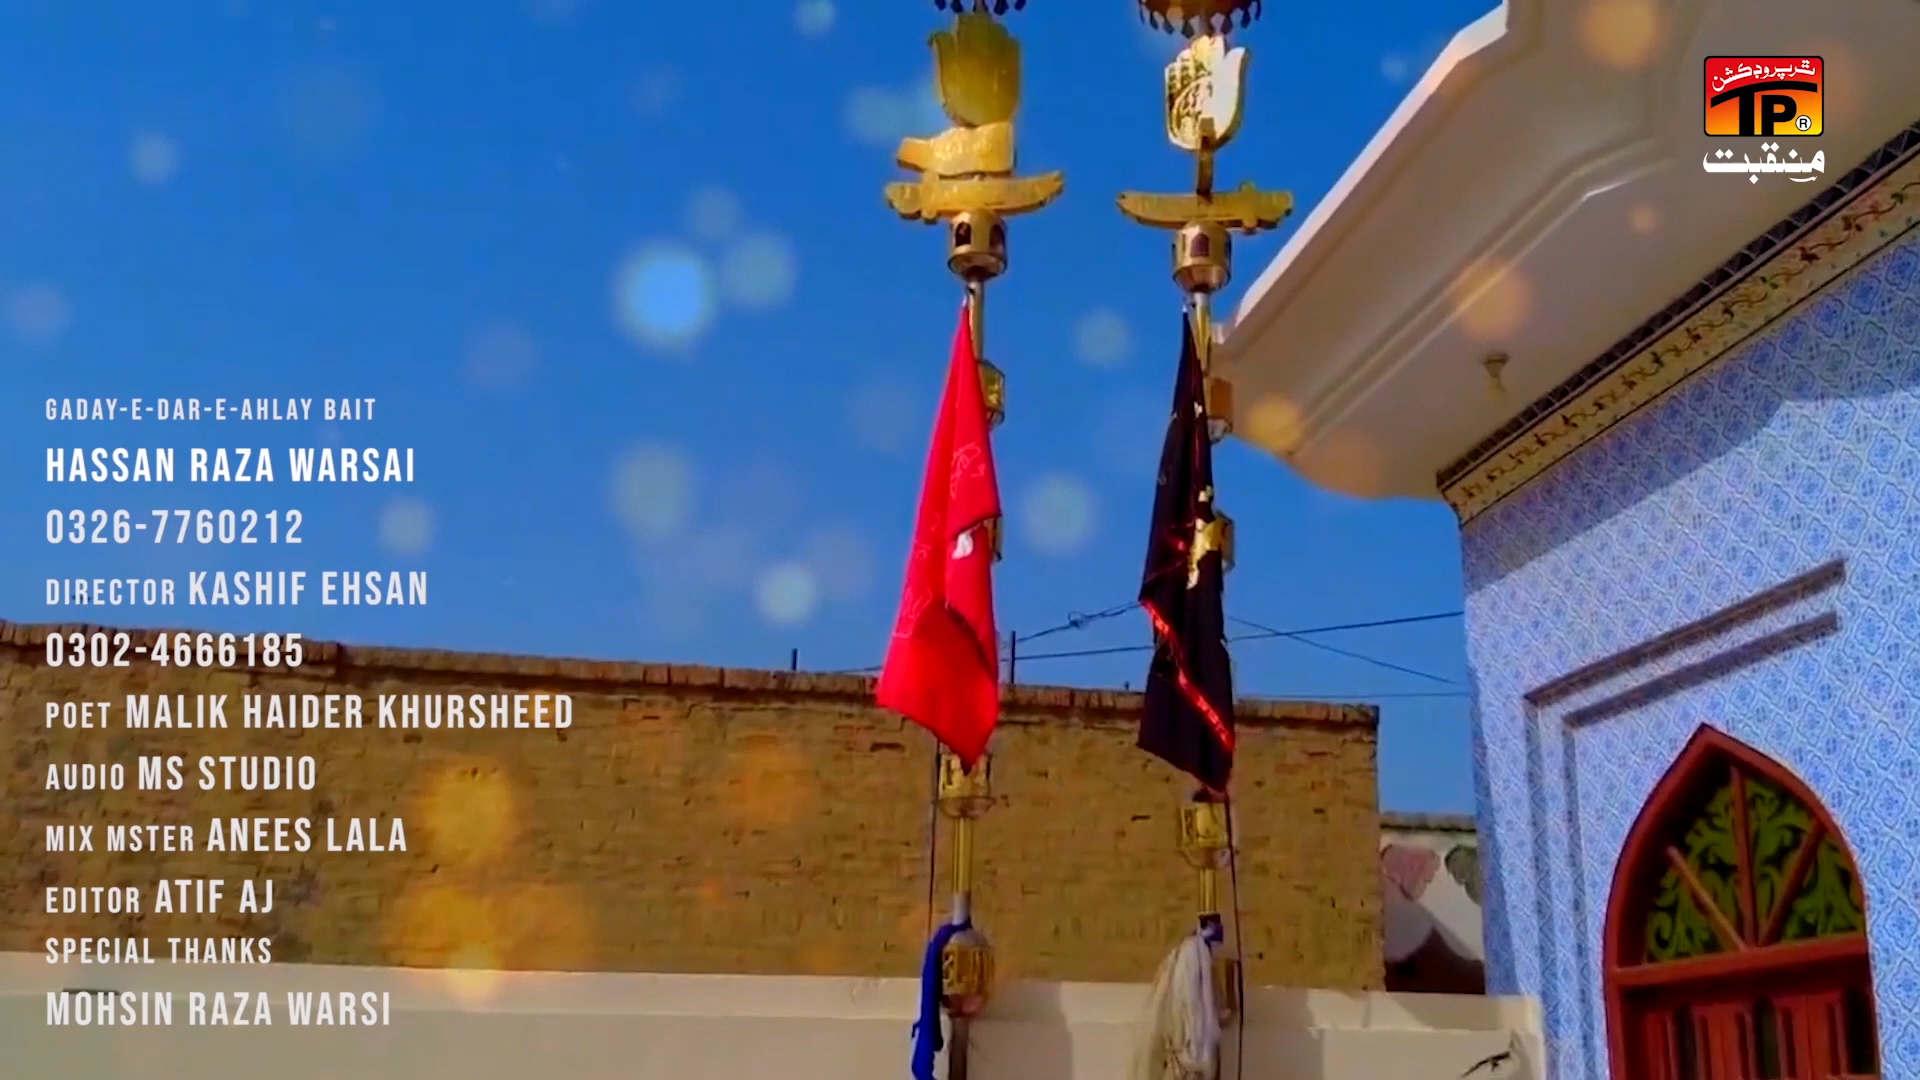 GADAY-E-DAR-E-AHLAY BAIT
HASSAN RAZA WARSAI
0326-7760212
DIRECTOR KASHIF EHSAN
0302-4666185
POET MALIK HAIDER KHURSHEED
AUDIO MS STUDIO
MIX MSTER ANEES LALA
EDITOR ATIF AJ
SPECIAL THANKS
MOHSIN RAZA WARSI
تھرپروڈکشن
TP®
منقبت